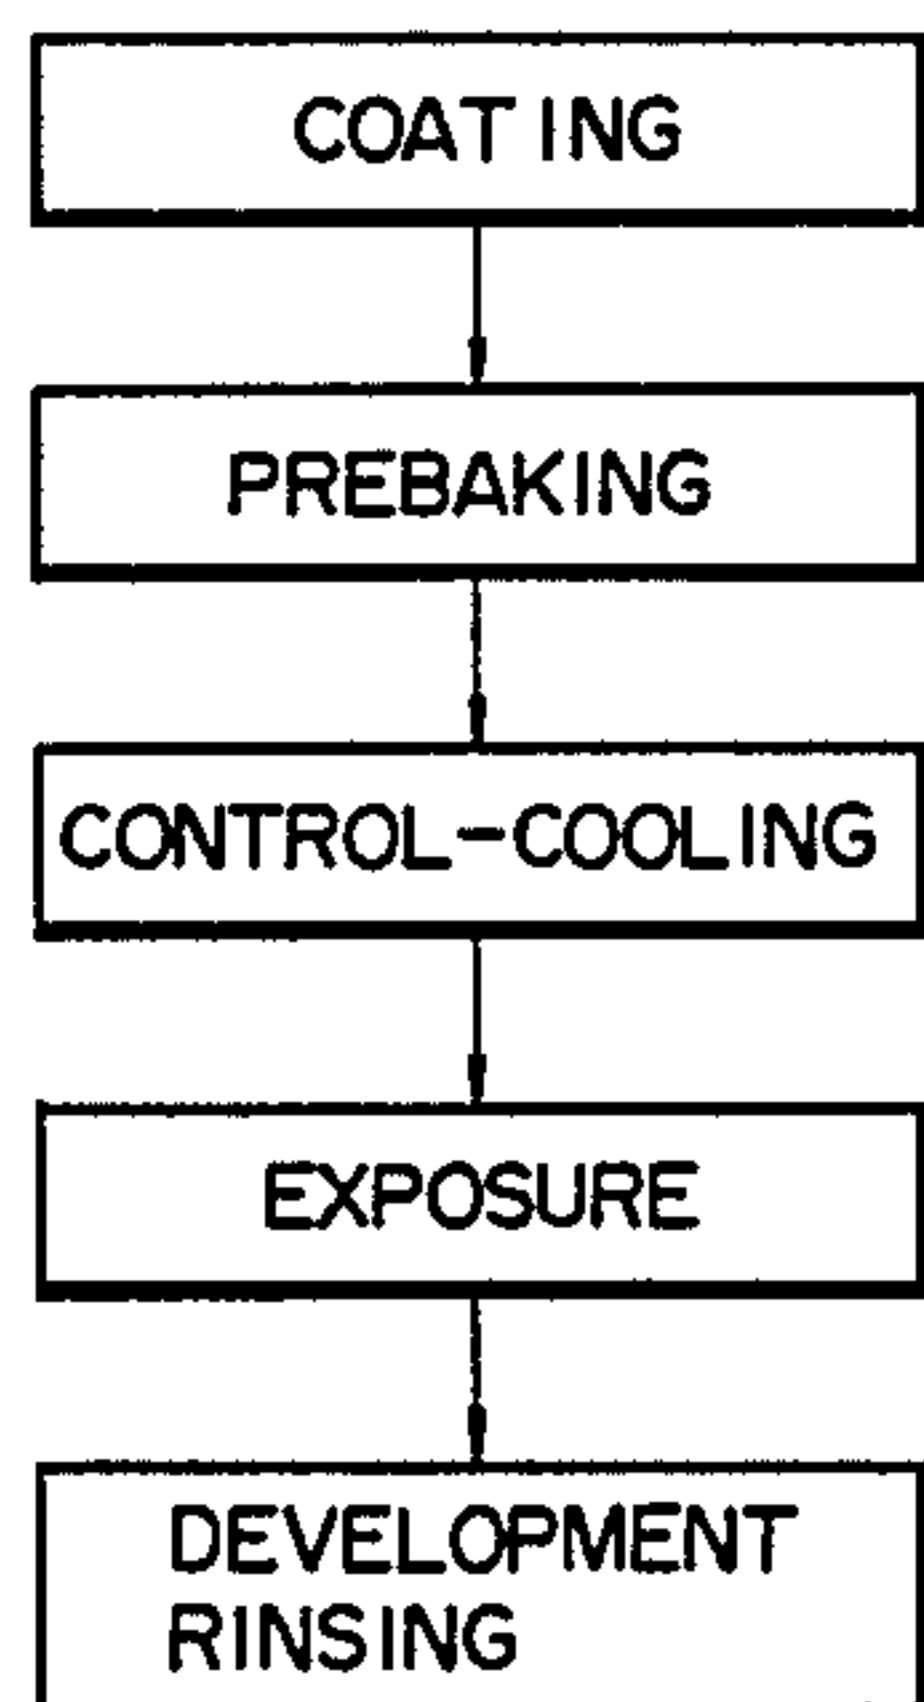 COATING
PREBAKING
CONTROL-COOLING
EXPOSURE
DEVELOPMENT
RINSING